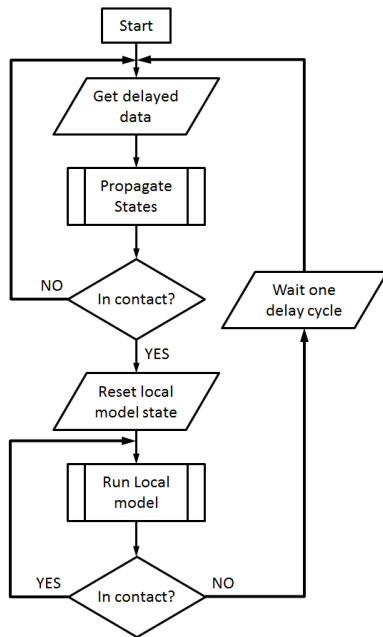 Start
Get delayed
data
Propagate
States
In contact?
NO
YES
Wait one
delay cycle
Reset local
model state
Run Local
model
In contact?
YES
NO